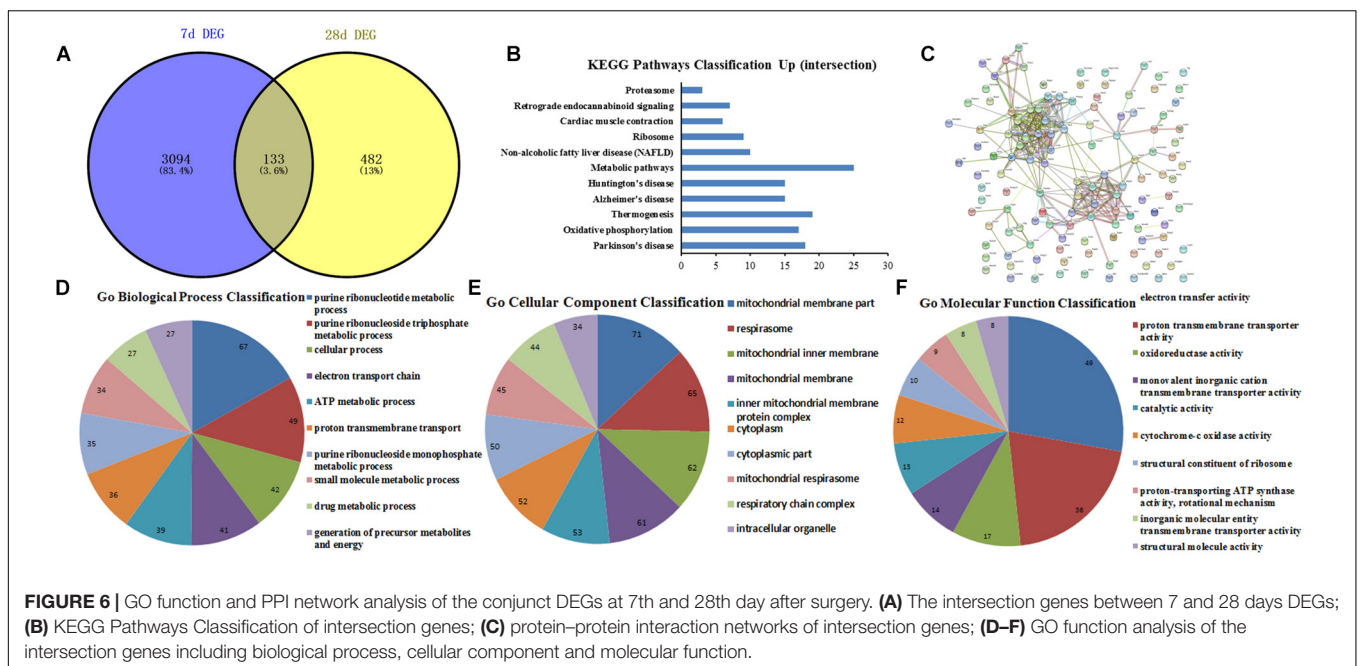 A
7d DEG
28d DEG
3094
(83.4%)
133
(3.6%)
482
(13%)
B
KEGG Pathways Classification Up (intersection)
Proteasome
Retrograde endocannabinoid signaling
Cardiac muscle contraction
Ribosome
Non-alcoholic fatty liver disease (NAFLD)
Metabolic pathways
Huntington's disease
Alzheimer's disease
Thermogenesis
Oxidative phosphorylation
Parkinson's disease
0 5 10 15 20 25 30
C
D
Go Biological Process Classification
67
49
42
41
39
36
35
34
27
27
purine ribonucleotide metabolic
process
purine ribonucleoside triphosphate
metabolic process
cellular process
electron transport chain
ATP metabolic process
proton transmembrane transport
purine ribonucleoside monophosphate
metabolic process
small molecule metabolic process
drug metabolic process
generation of precursor metabolites
and energy
E
Go Cellular Component Classification
71
65
62
61
53
52
50
45
44
34
mitochondrial membrane part
respirasome
mitochondrial inner membrane
mitochondrial membrane
inner mitochondrial membrane
protein complex
cytoplasm
cytoplasmic part
mitochondrial respirasome
respiratory chain complex
intracellular organelle
F
Go Molecular Function Classification
49
38
17
14
13
12
10
9
8
8
electron transfer activity
proton transmembrane transporter
activity
oxidoreductase activity
monovalent inorganic cation
transmembrane transporter activity
catalytic activity
cytochrome-c oxidase activity
structural constituent of ribosome
proton-transporting ATP synthase
activity, rotational mechanism
inorganic molecular entity
transmembrane transporter activity
structural molecule activity
FIGURE 6 | GO function and PPI network analysis of the conjunct DEGs at 7th and 28th day after surgery. (A) The intersection genes between 7 and 28 days DEGs;
(B) KEGG Pathways Classification of intersection genes; (C) protein–protein interaction networks of intersection genes; (D–F) GO function analysis of the
intersection genes including biological process, cellular component and molecular function.